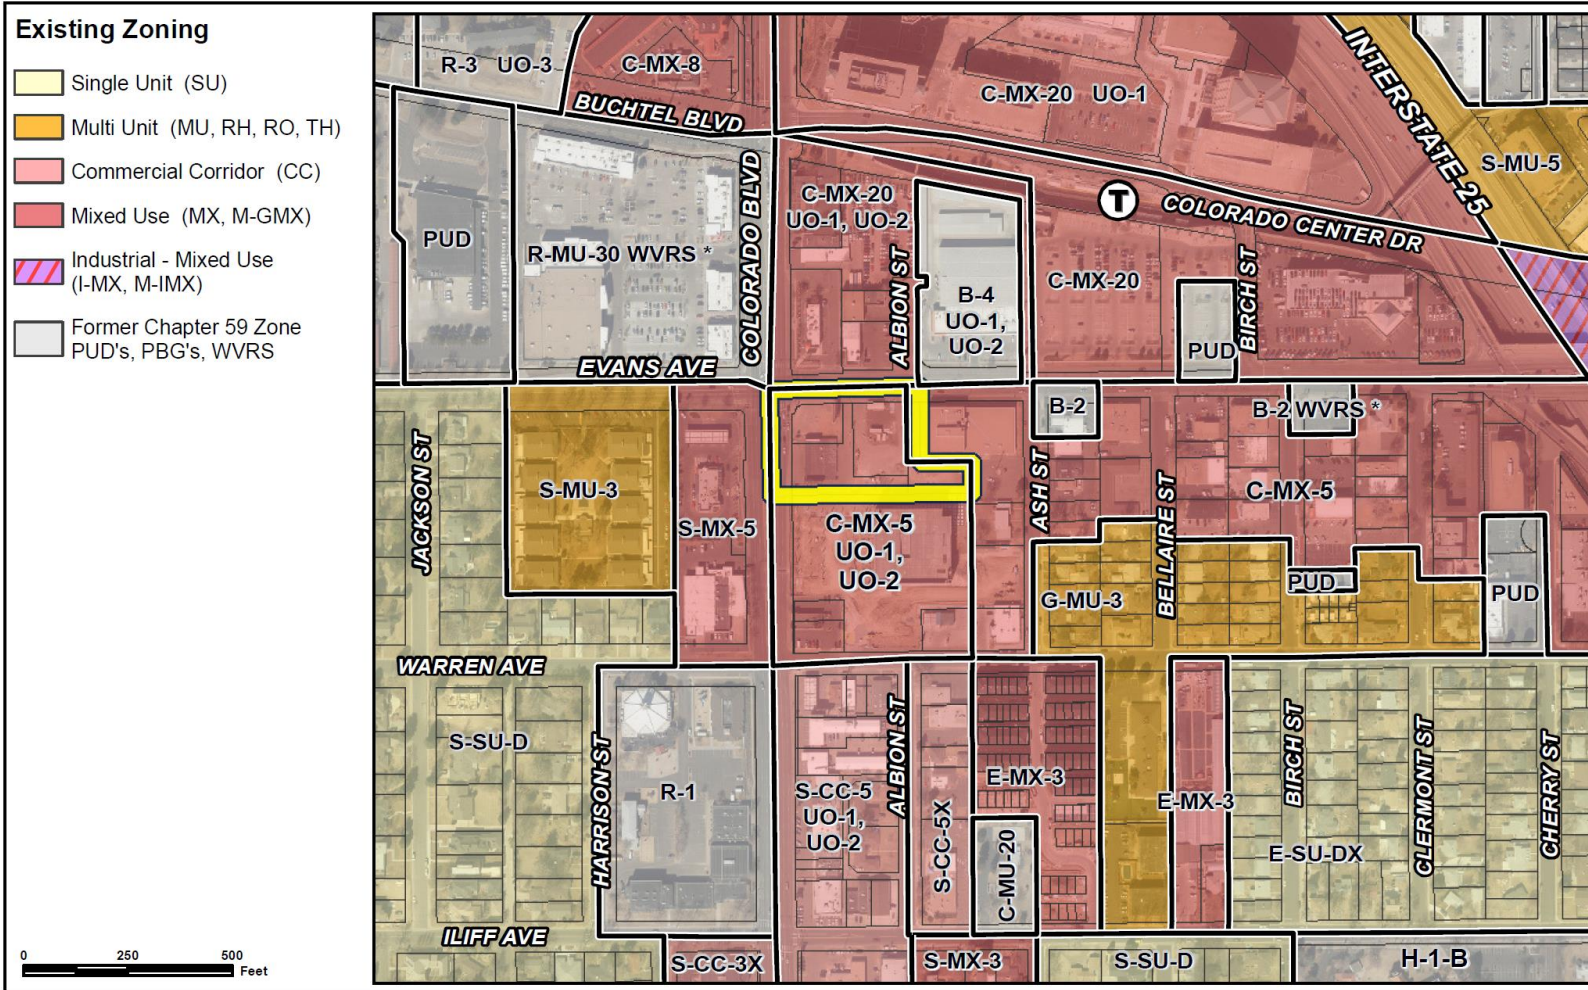 Existing Zoning
Single Unit (SU)
Multi Unit (MU, RH, RO, TH)
Commercial Corridor (CC)
Mixed Use (MX, M-GMX)
Industrial - Mixed Use
(I-MX, M-IMX)
Former Chapter 59 Zone
PUD's, PBG's, WVRS
0 250 500
Feet
R-3 UO-3
C-MX-8
BUCHTEL BLVD
C-MX-20 UO-1
INTERSTATE-25
S-MU-5
PUD
R-MU-30 WVRS *
COLORADO BLVD
C-MX-20
UO-1, UO-2
ALBION ST
B-4
UO-1,
UO-2
T
COLORADO CENTER DR
C-MX-20
BIRCH ST
PUD
EVANS AVE
JACKSON ST
S-MU-3
S-MX-5
C-MX-5
UO-1,
UO-2
B-2
ASH ST
BELLAIRE ST
B-2 WVRS *
C-MX-5
G-MU-3
PUD
PUD
WARREN AVE
S-SU-D
HARRISON ST
R-1
S-CC-5
UO-1,
UO-2
ALBION ST
S-CC-5X
E-MX-3
C-MU-20
E-MX-3
BIRCH ST
E-SU-DX
CLERMONT ST
CHERRY ST
ILIFF AVE
S-CC-3X
S-MX-3
S-SU-D
H-1-B